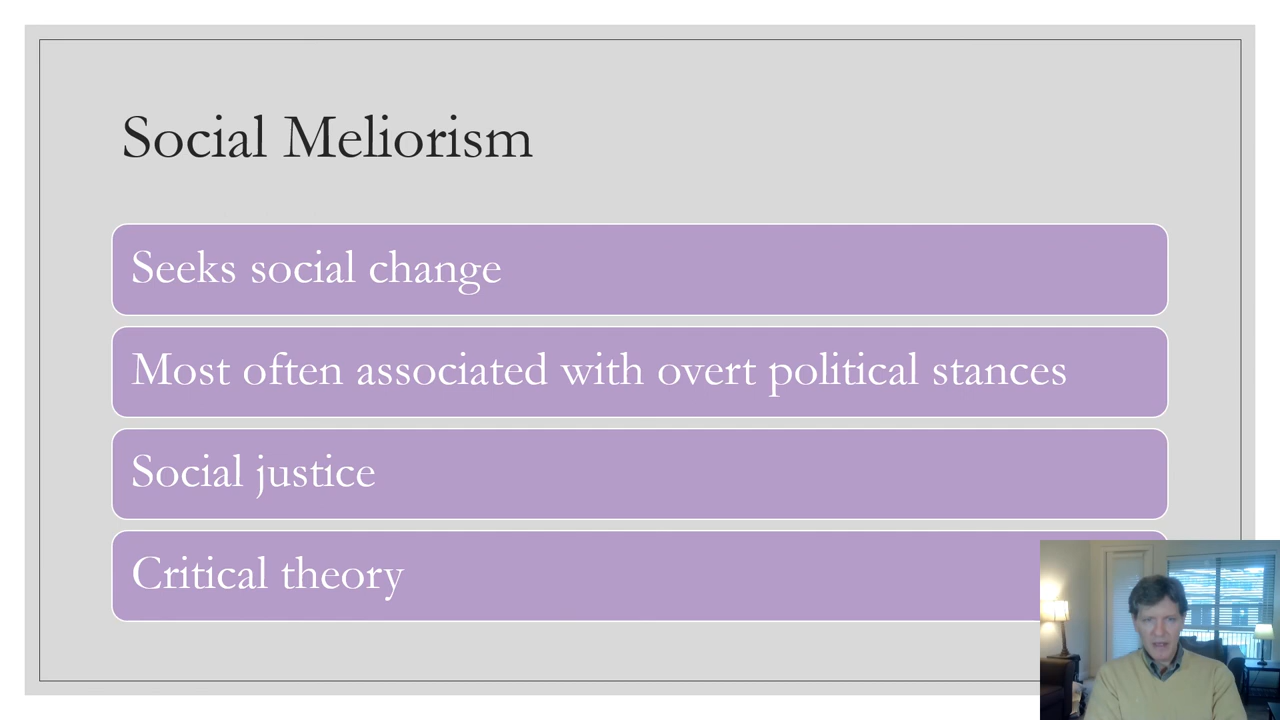 Social Meliorism
Seeks social change
Most often associated with overt political stances
Social justice
Critical theory